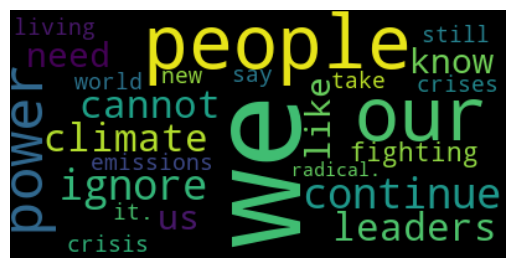 living
people
still
need
know
world
new
say
take
crises
power
cannot
we
like
our
climate
fighting
emissions
radical.
ignore
continue
it.
us
leaders
crisis